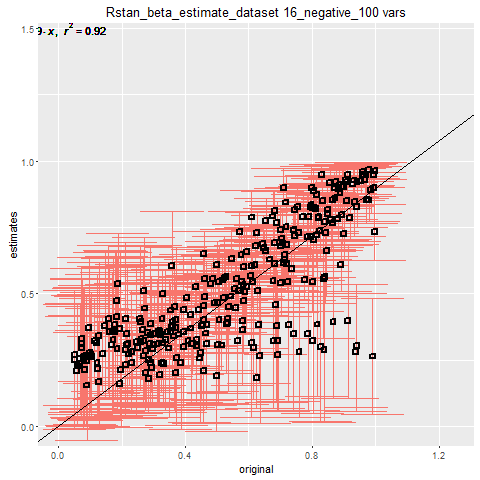 Rstan_beta_estimate_dataset 16_negative_100 vars
9· x, r² = 0.92
1.5
1.0
0.5
0.0
estimates
0.0 0.4 0.8 1.2
original